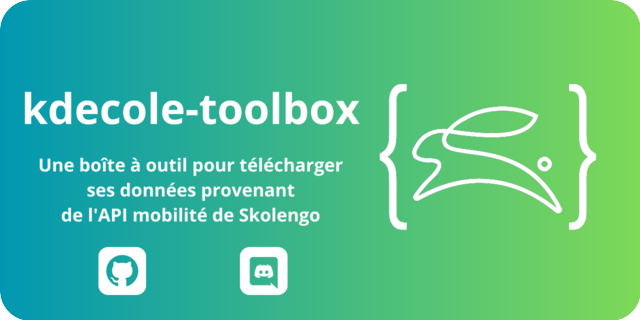 kdecole-toolbox
Une boîte à outil pour télécharger
ses données provenant
de l'API mobilité de Skolengo